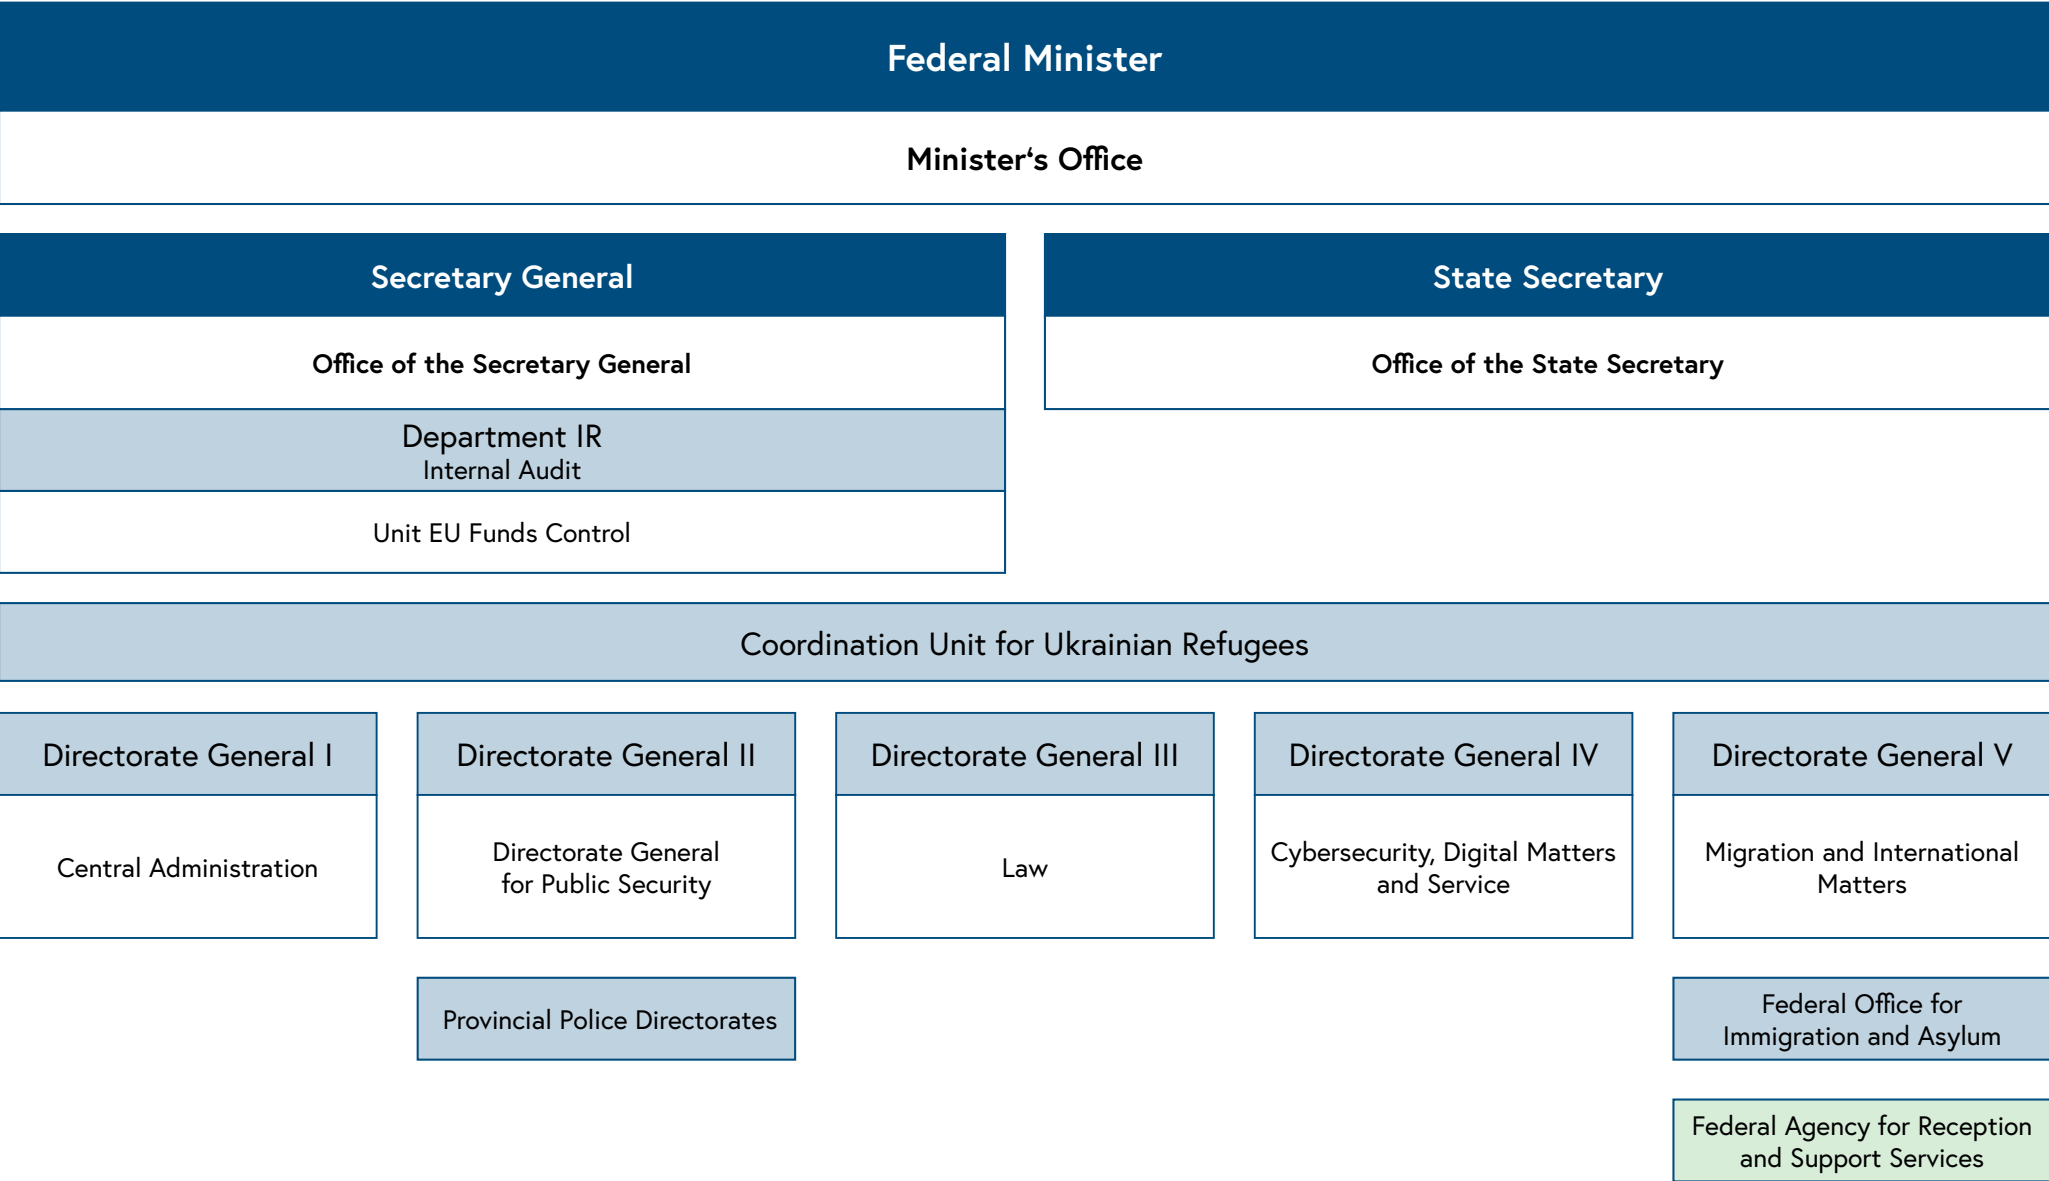 Federal Minister
Minister‘s Office
Secretary General
State Secretary
Office of the Secretary General
Office of the State Secretary
Department IR
Internal Audit
Unit EU Funds Control
Coordination Unit for Ukrainian Refugees
Directorate General I
Directorate General II
Directorate General III
Directorate General IV
Directorate General V
Central Administration
Directorate General
for Public Security
Law
Cybersecurity, Digital Matters
and Service
Migration and International
Matters
Provincial Police Directorates
Federal Office for
Immigration and Asylum
Federal Agency for Reception
and Support Services